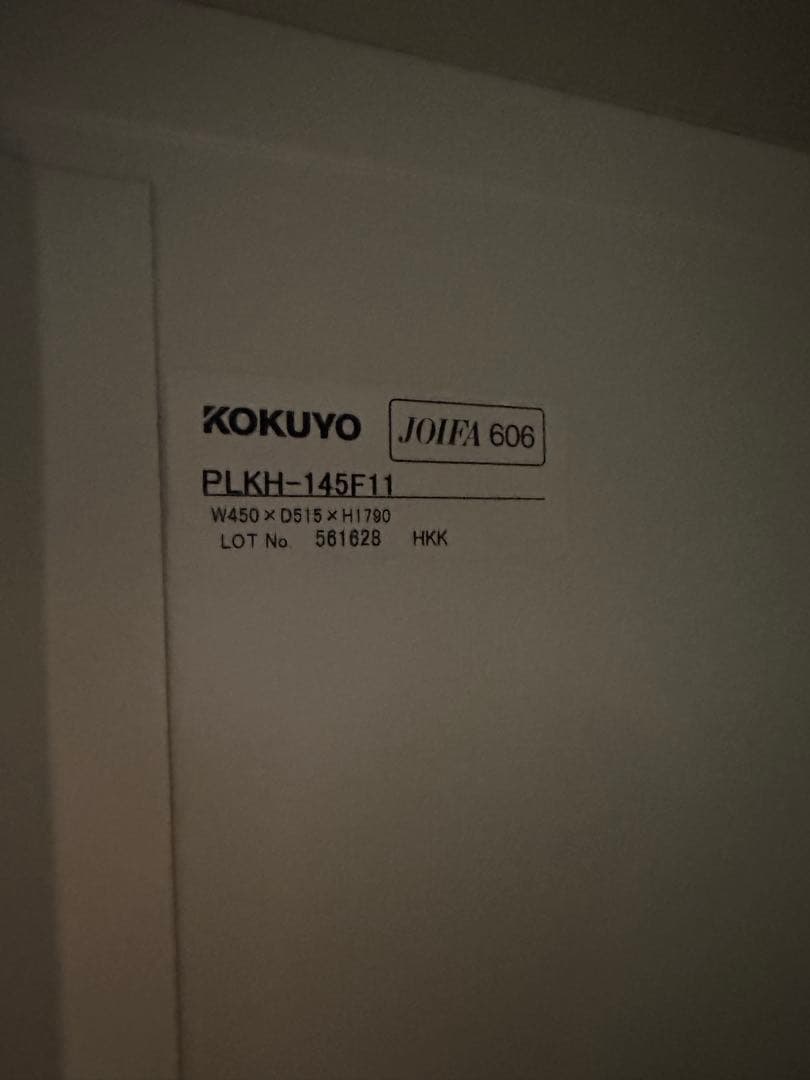 KOKUYO JOIFA 606
PLKH-145F11
W450×D515×H1790
LOT No. 561628 HKK